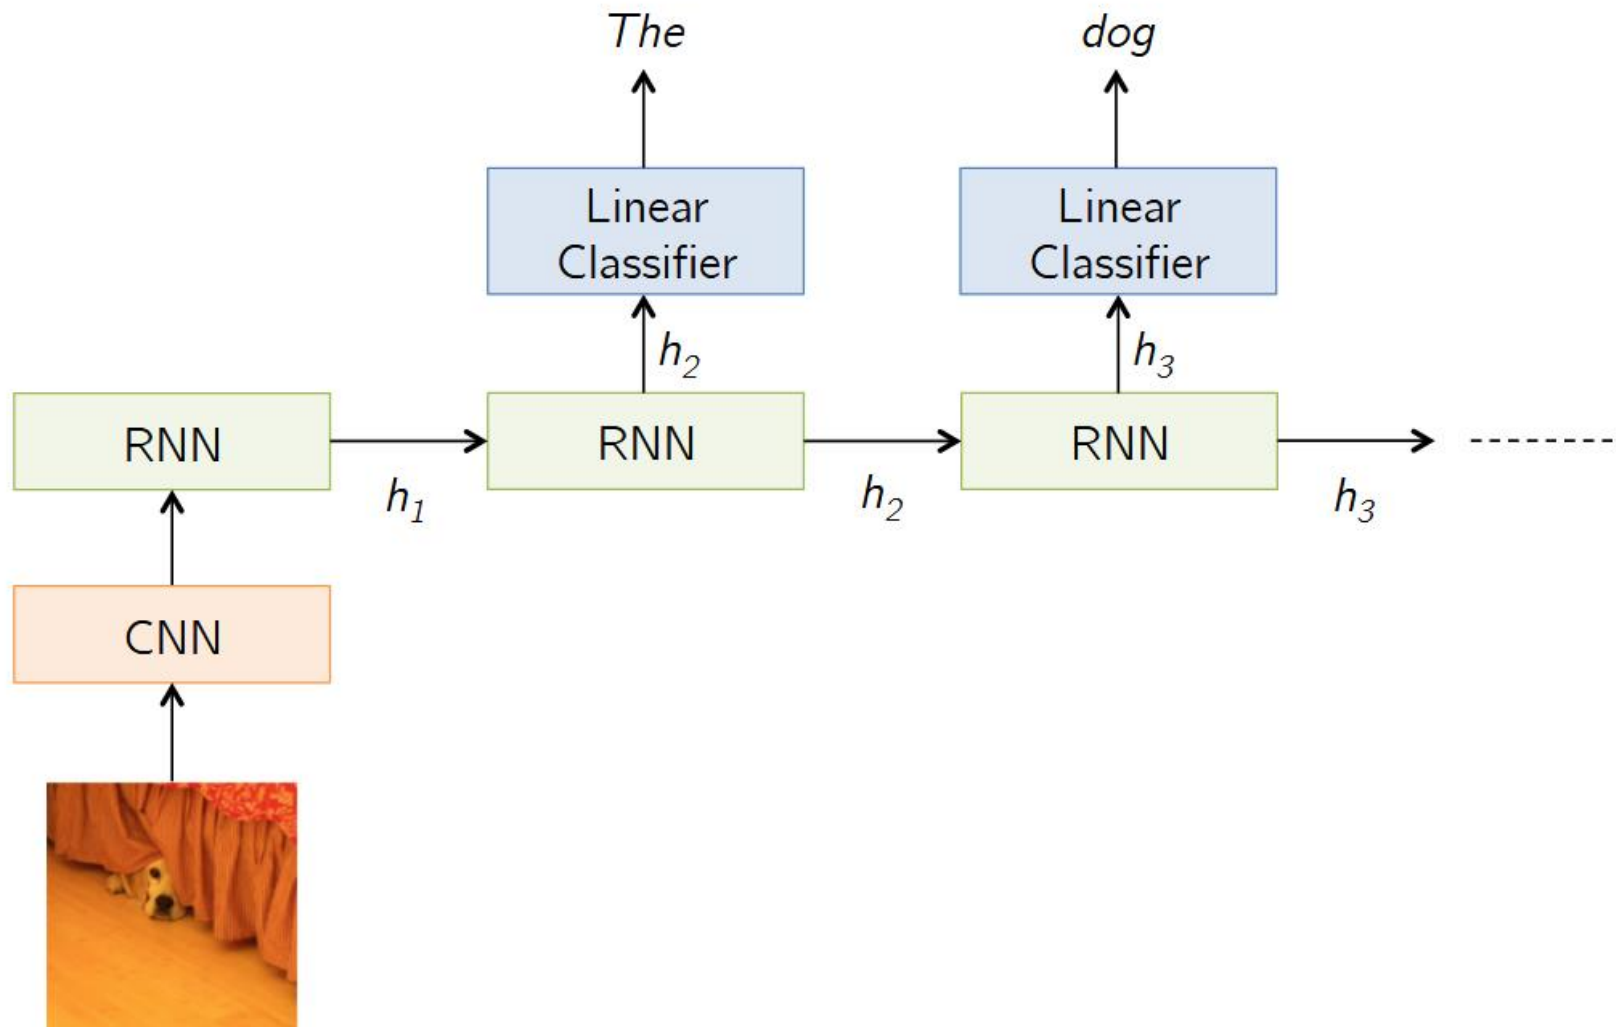 The
dog
Linear
Classifier
Linear
Classifier
h2
h3
RNN
RNN
RNN
h1
h2
h3
CNN